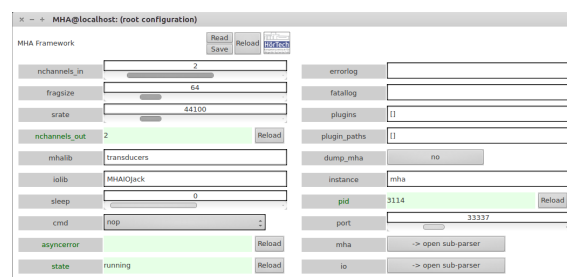 MHA@localhost: (root configuration)
MHA Framework
Read
Save
Reload
HörTech
nchannels_in 2
fragsize 64
srate 44100
nchannels_out 2 Reload
mhalib transducers
iolib MHAIOJack
sleep 0
cmd nop
asyncerror Reload
state running Reload
errorlog
fatallog
plugins []
plugin_paths []
dump_mha no
instance mha
pid 3114 Reload
port 33337
mha -> open sub-parser
io -> open sub-parser